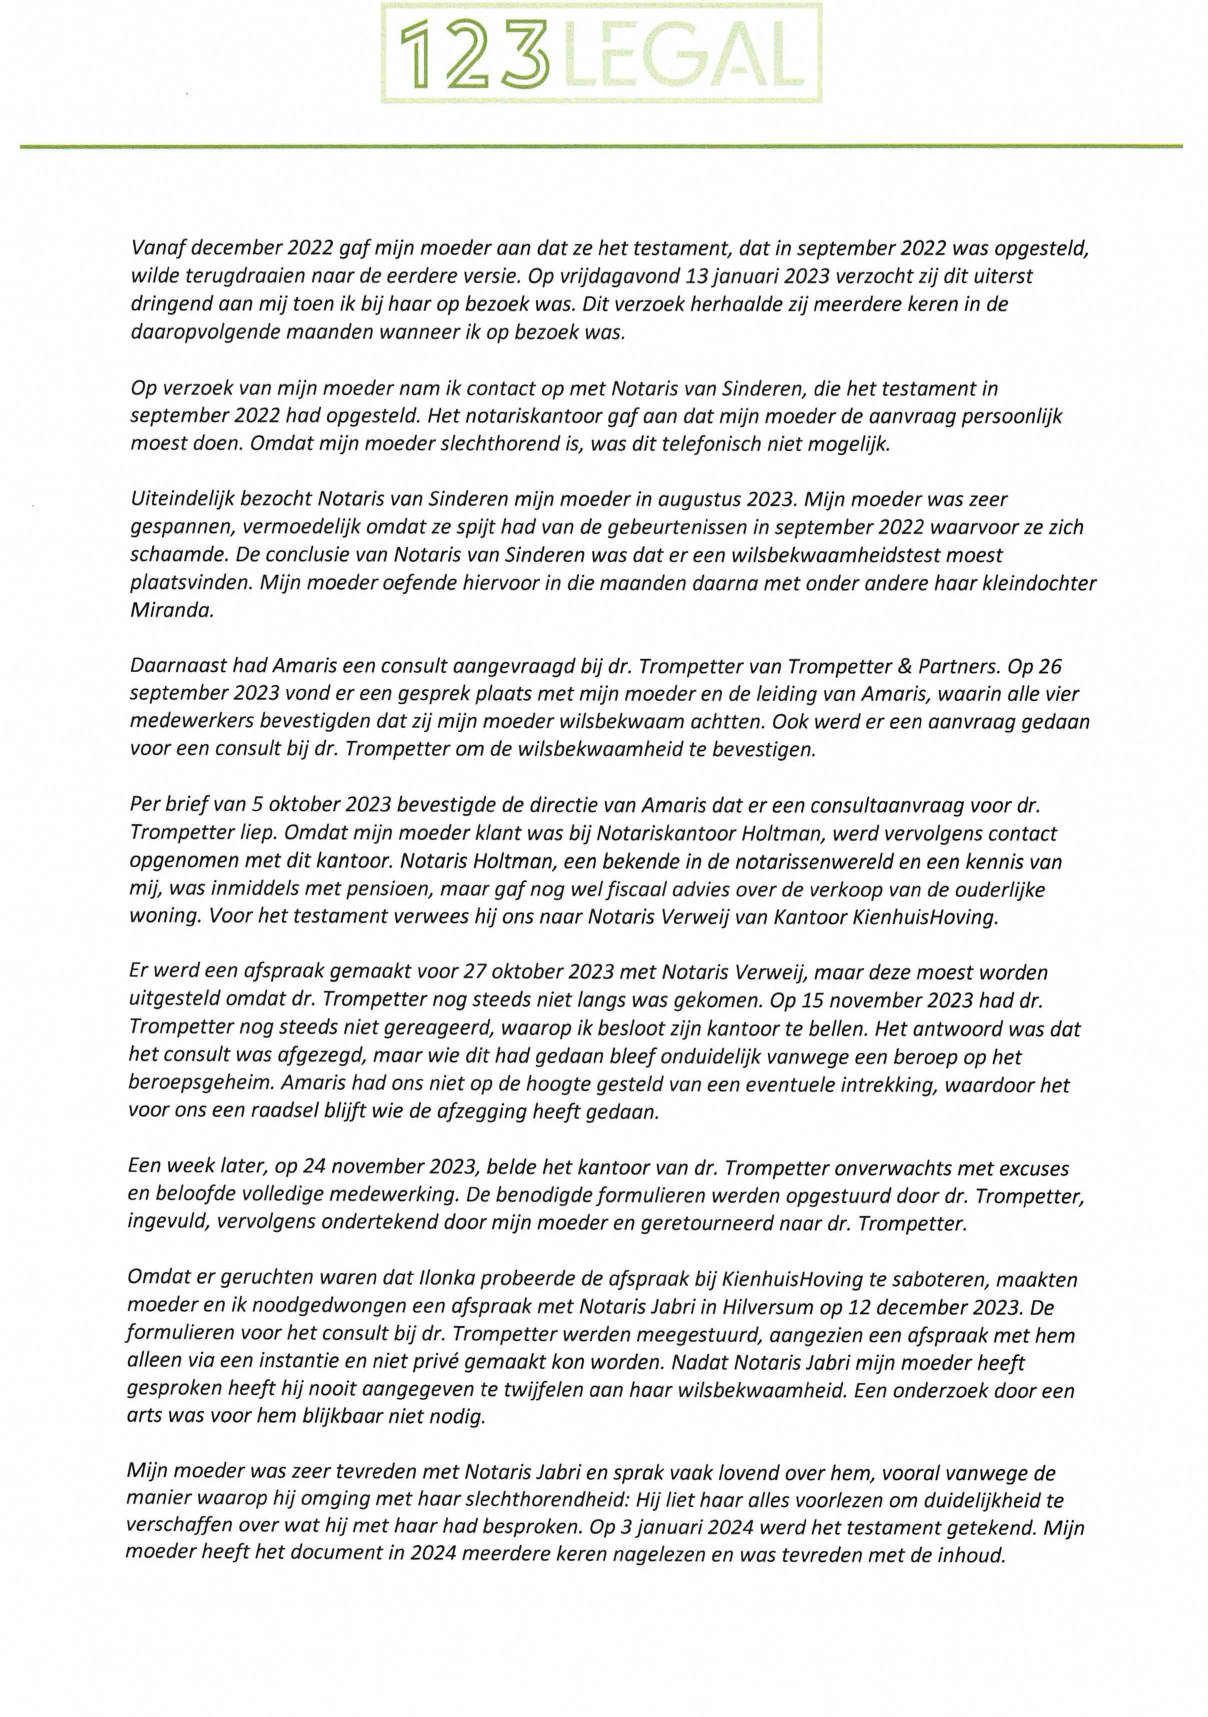 123LEGAL
Vanaf december 2022 gaf mijn moeder aan dat ze het testament, dat in september 2022 was opgesteld,
wilde terugdraaien naar de eerdere versie. Op vrijdagavond 13 januari 2023 verzocht zij dit uiterst
dringend aan mij toen ik bij haar op bezoek was. Dit verzoek herhaalde zij meerdere keren in de
daaropvolgende maanden wanneer ik op bezoek was.
Op verzoek van mijn moeder nam ik contact op met Notaris van Sinderen, die het testament in
september 2022 had opgesteld. Het notariskantoor gaf aan dat mijn moeder de aanvraag persoonlijk
moest doen. Omdat mijn moeder slechthorend is, was dit telefonisch niet mogelijk.
Uiteindelijk bezocht Notaris van Sinderen mijn moeder in augustus 2023. Mijn moeder was zeer
gespannen, vermoedelijk omdat ze spijt had van de gebeurtenissen in september 2022 waarvoor ze zich
schaamde. De conclusie van Notaris van Sinderen was dat er een wilsbekwaamheidstest moest
plaatsvinden. Mijn moeder oefende hiervoor in die maanden daarna met onder andere haar kleindochter
Miranda.
Daarnaast had Amaris een consult aangevraagd bij dr. Trompetter van Trompetter & Partners. Op 26
september 2023 vond er een gesprek plaats met mijn moeder en de leiding van Amaris, waarin alle vier
medewerkers bevestigden dat zij mijn moeder wilsbekwaam achtten. Ook werd er een aanvraag gedaan
voor een consult bij dr. Trompetter om de wilsbekwaamheid te bevestigen.
Per brief van 5 oktober 2023 bevestigde de directie van Amaris dat er een consultaanvraag voor dr.
Trompetter liep. Omdat mijn moeder klant was bij Notariskantoor Holtman, werd vervolgens contact
opgenomen met dit kantoor. Notaris Holtman, een bekende in de notarissenwereld en een kennis van
mij, was inmiddels met pensioen, maar gaf nog wel fiscaal advies over de verkoop van de ouderlijke
woning. Voor het testament verwees hij ons naar Notaris Verweij van Kantoor KienhuisHoving.
Er werd een afspraak gemaakt voor 27 oktober 2023 met Notaris Verweij, maar deze moest worden
uitgesteld omdat dr. Trompetter nog steeds niet langs was gekomen. Op 15 november 2023 had dr.
Trompetter nog steeds niet gereageerd, waarop ik besloot zijn kantoor te bellen. Het antwoord was dat
het consult was afgezegd, maar wie dit had gedaan bleef onduidelijk vanwege een beroep op het
beroepsgeheim. Amaris had ons niet op de hoogte gesteld van een eventuele intrekking, waardoor het
voor ons een raadsel blijft wie de afzegging heeft gedaan.
Een week later, op 24 november 2023, belde het kantoor van dr. Trompetter onverwachts met excuses
en beloofde volledige medewerking. De benodigde formulieren werden opgestuurd door dr. Trompetter,
ingevuld, vervolgens ondertekend door mijn moeder en geretourneerd naar dr. Trompetter.
Omdat er geruchten waren dat Ilonka probeerde de afspraak bij KienhuisHoving te saboteren, maakten
moeder en ik noodgedwongen een afspraak met Notaris Jabri in Hilversum op 12 december 2023. De
formulieren voor het consult bij dr. Trompetter werden meegestuurd, aangezien een afspraak met hem
alleen via een instantie en niet privé gemaakt kon worden. Nadat Notaris Jabri mijn moeder heeft
gesproken heeft hij nooit aangegeven te twijfelen aan haar wilsbekwaamheid. Een onderzoek door een
arts was voor hem blijkbaar niet nodig.
Mijn moeder was zeer tevreden met Notaris Jabri en sprak vaak lovend over hem, vooral vanwege de
manier waarop hij omging met haar slechthorendheid: Hij liet haar alles voorlezen om duidelijkheid te
verschaffen over wat hij met haar had besproken. Op 3 januari 2024 werd het testament getekend. Mijn
moeder heeft het document in 2024 meerdere keren nagelezen en was tevreden met de inhoud.